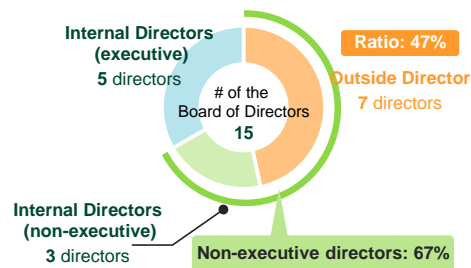 Internal Directors
(executive)
5 directors
Ratio: 47%
Outside Director
7 directors
# of the
Board of Directors
15
Internal Directors
(non-executive)
3 directors
Non-executive directors: 67%